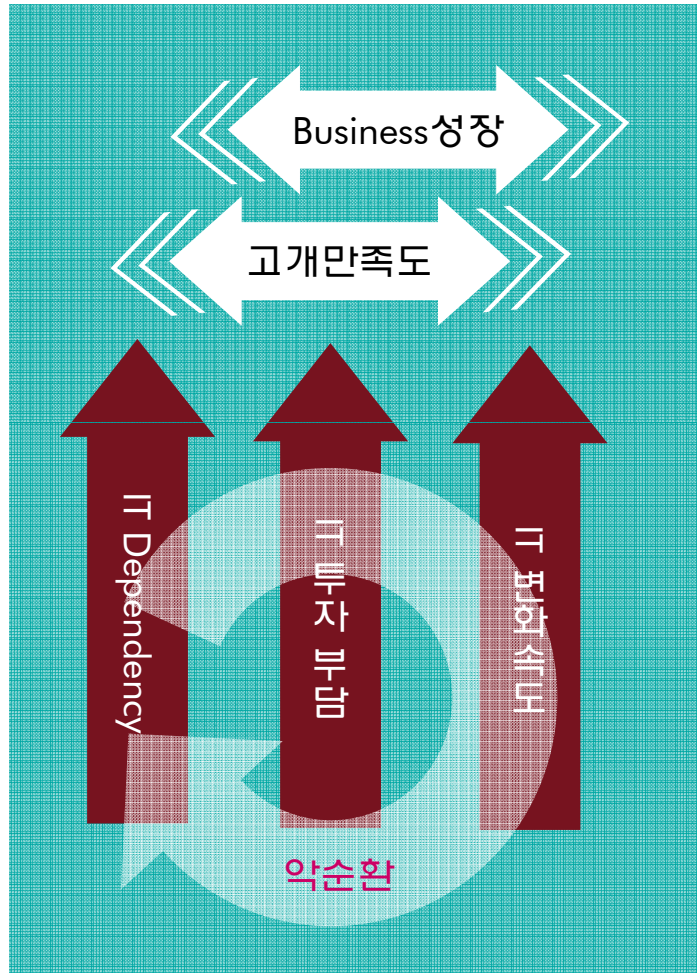 Business성장
고개만족도
IT Dependency
IT 투자 부담
IT 변화속도
악순환